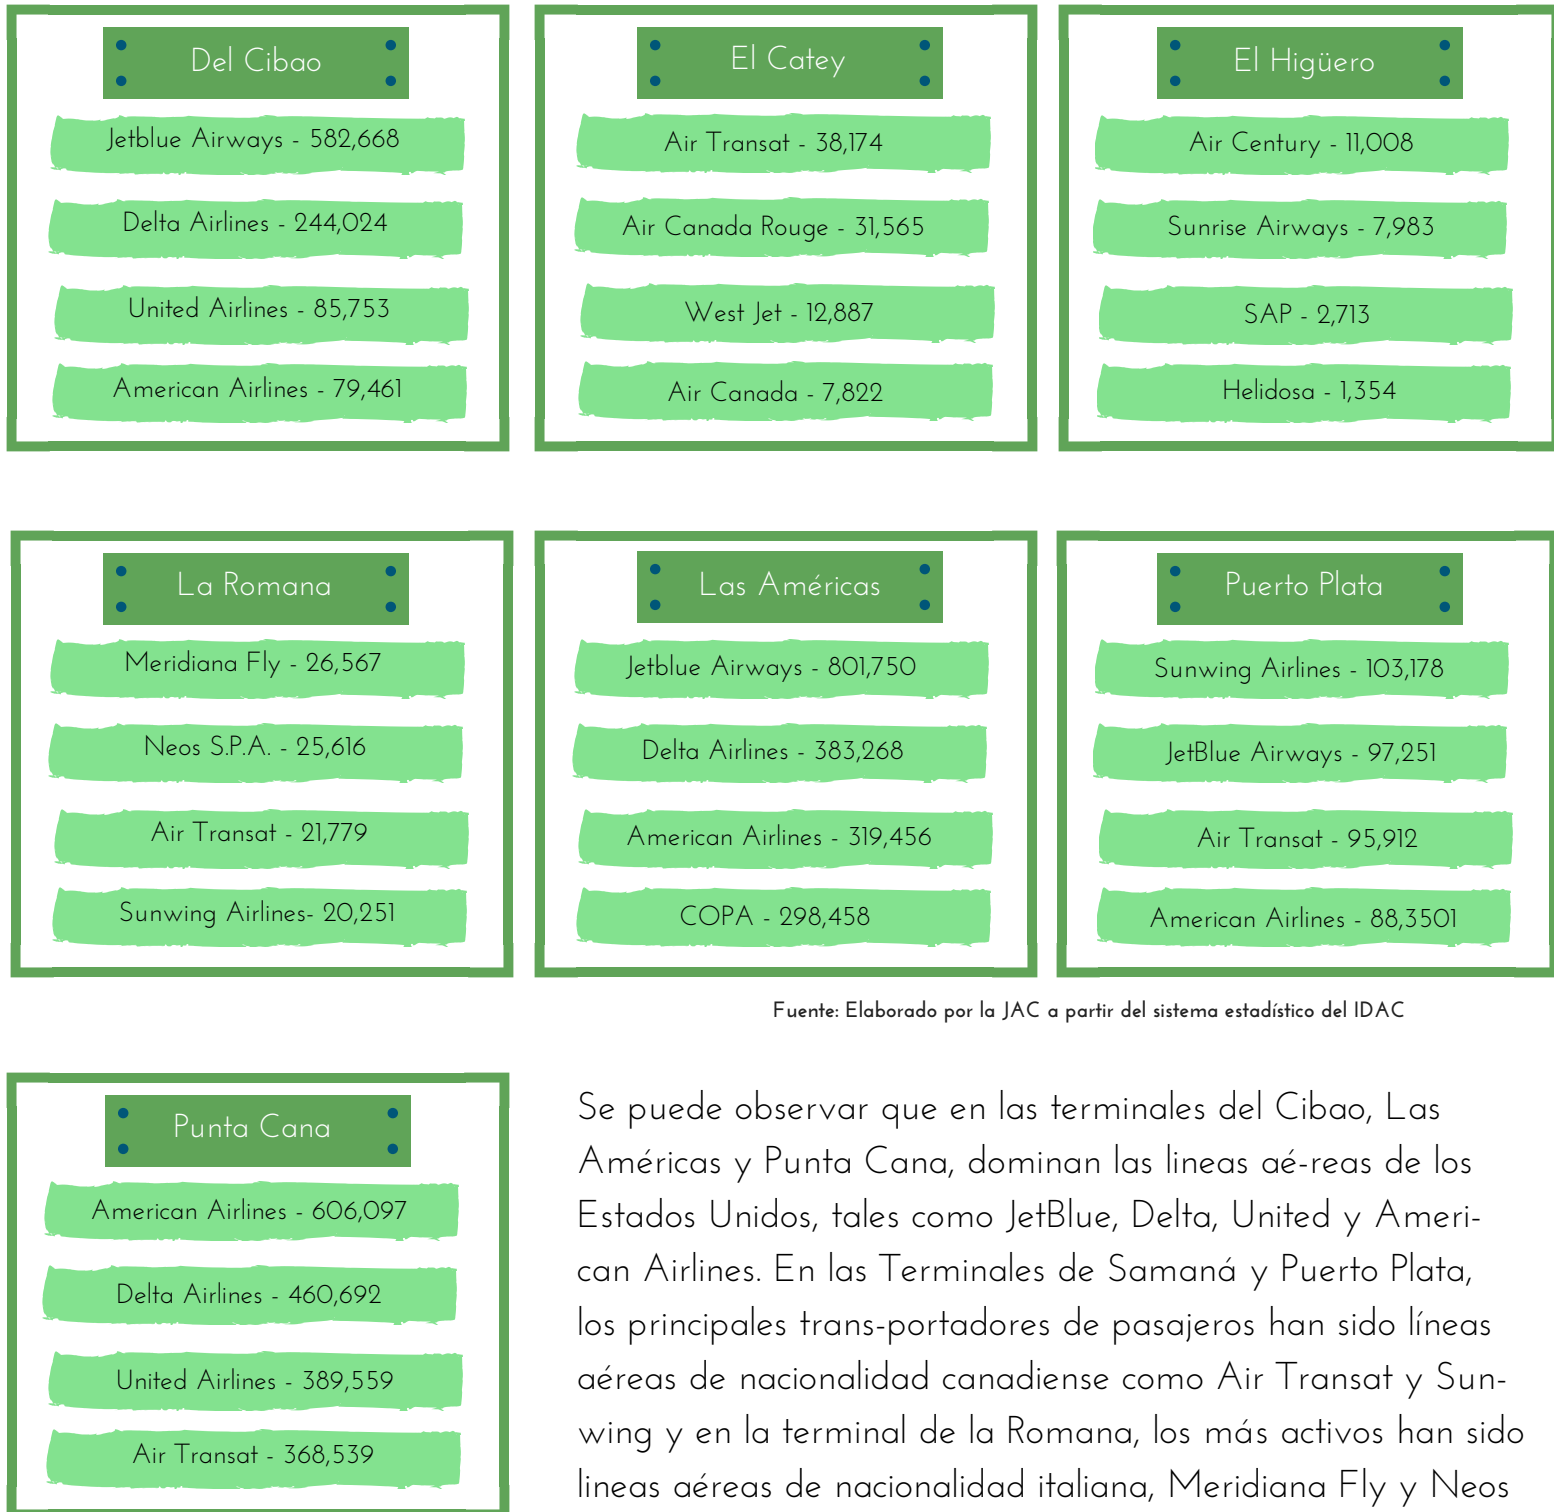 Del Cibao
Jetblue Airways - 582,668
Delta Airlines - 244,024
United Airlines - 85,753
American Airlines - 79,461
El Catey
Air Transat - 38,174
Air Canada Rouge - 31,565
West Jet - 12,887
Air Canada - 7,822
El Higüero
Air Century - 11,008
Sunrise Airways - 7,983
SAP - 2,713
Helidosa - 1,354
La Romana
Meridiana Fly - 26,567
Neos S.P.A. - 25,616
Air Transat - 21,779
Sunwing Airlines- 20,251
Las Américas
Jetblue Airways - 801,750
Delta Airlines - 383,268
American Airlines - 319,456
COPA - 298,458
Puerto Plata
Sunwing Airlines - 103,178
JetBlue Airways - 97,251
Air Transat - 95,912
American Airlines - 88,3501
Fuente: Elaborado por la JAC a partir del sistema estadístico del IDAC
Punta Cana
American Airlines - 606,097
Delta Airlines - 460,692
United Airlines - 389,559
Air Transat - 368,539
Se puede observar que en las terminales del Cibao, Las
Américas y Punta Cana, dominan las lineas aé-reas de los
Estados Unidos, tales como JetBlue, Delta, United y Ameri-
can Airlines. En las Terminales de Samaná y Puerto Plata,
los principales trans-portadores de pasajeros han sido líneas
aéreas de nacionalidad canadiense como Air Transat y Sun-
wing y en la terminal de la Romana, los más activos han sido
lineas aéreas de nacionalidad italiana, Meridiana Fly y Neos